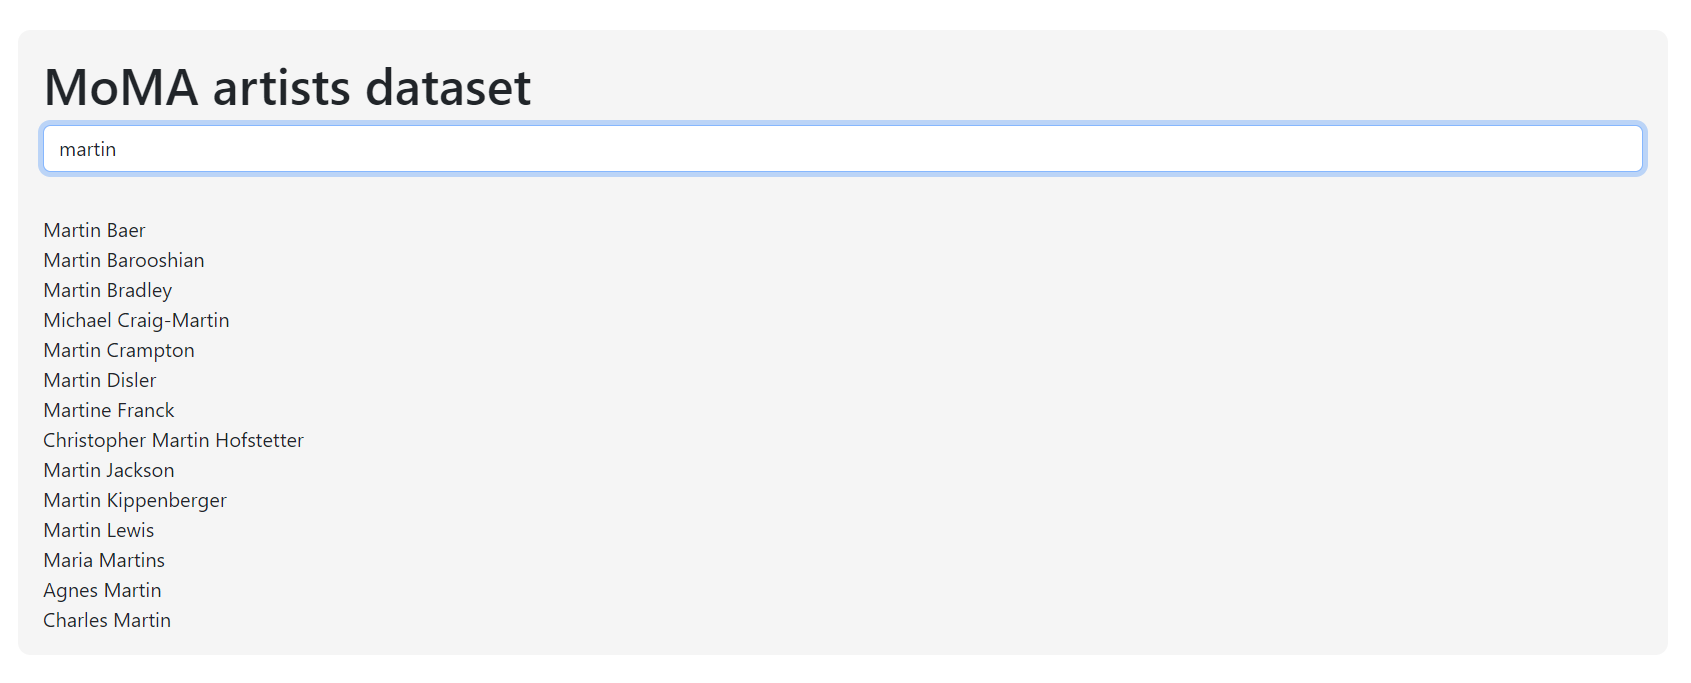 MoMA artists dataset
martin
Martin Baer
Martin Barooshian
Martin Bradley
Michael Craig-Martin
Martin Crampton
Martin Disler
Martine Franck
Christopher Martin Hofstetter
Martin Jackson
Martin Kippenberger
Martin Lewis
Maria Martins
Agnes Martin
Charles Martin